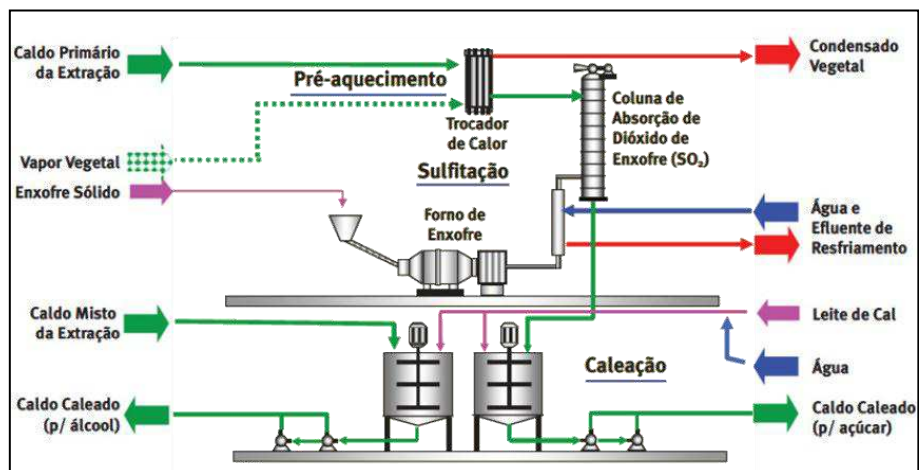 Caldo Primário
da Extração
Pré-aquecimento
Trocador
de Calor
Condensado
Vegetal
Coluna de
Absorção de
Dióxido de
Enxofre (SO₂)
Vapor Vegetal
Sulfitação
Enxofre Sólido
Forno de
Enxofre
Água e
Efluente de
Resfriamento
Caldo Misto
da Extração
Leite de Cal
Caleação
Água
Caldo Caleado
(p/ álcool)
Caldo Caleado
(p/ açúcar)